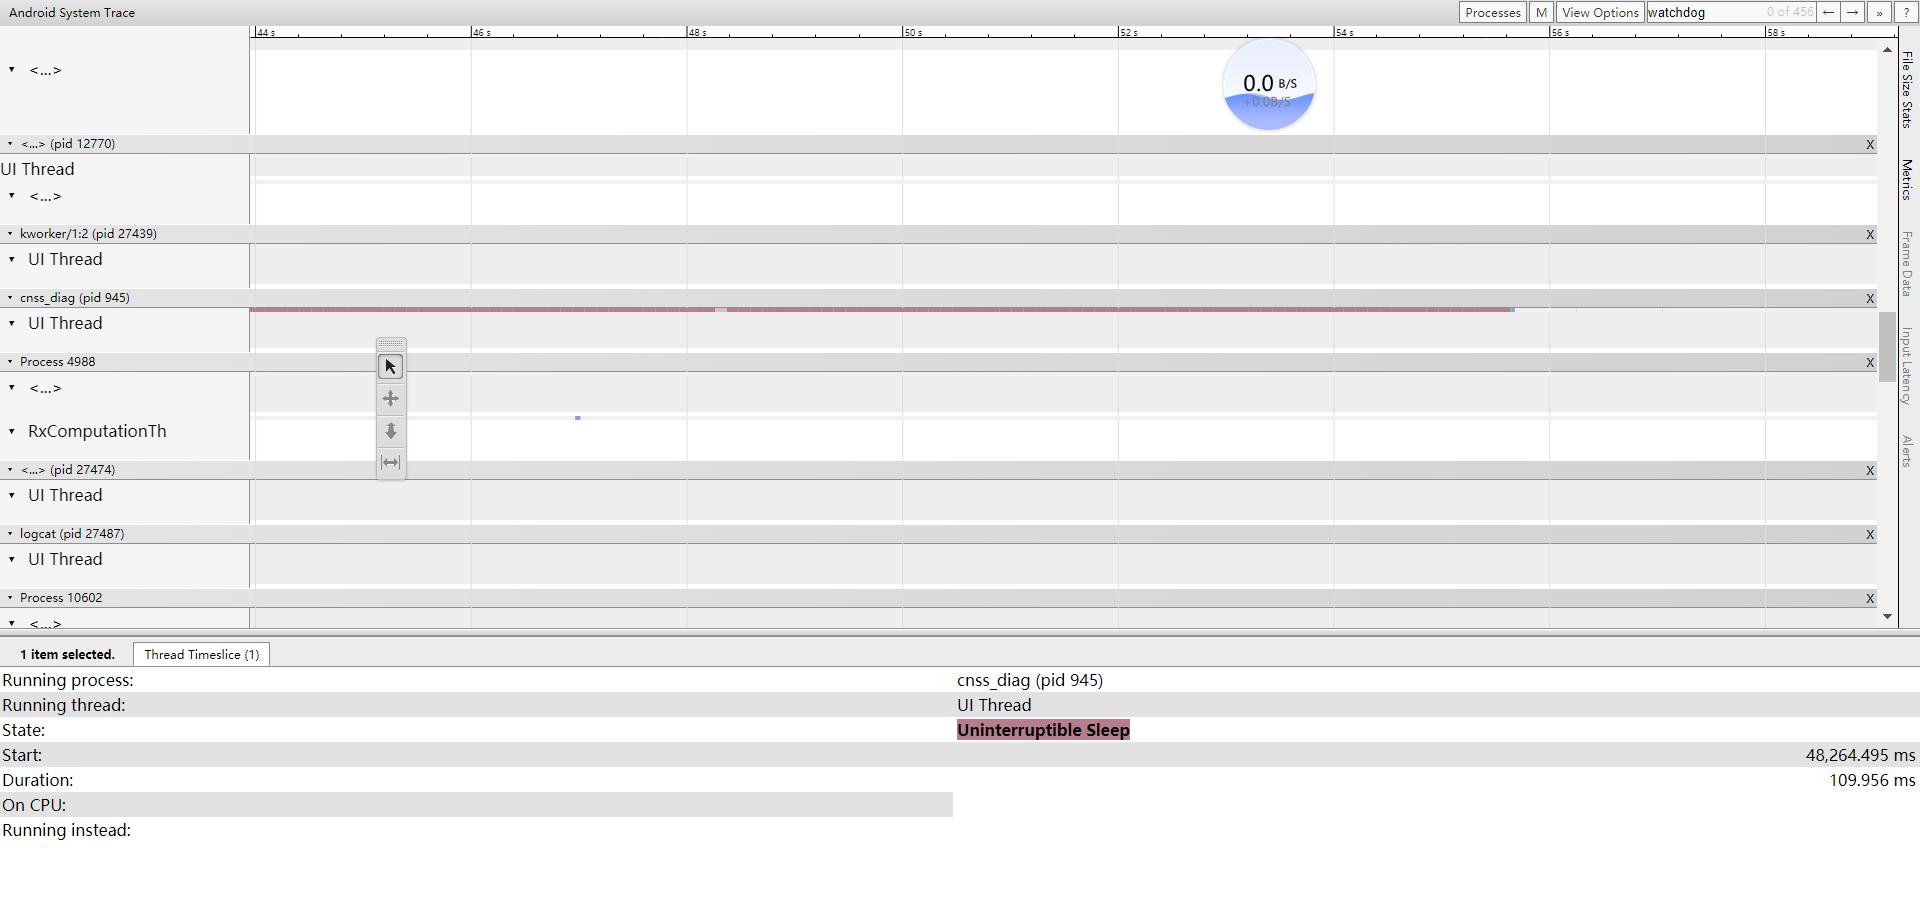 Android System Trace
Processes M View Options watchdog 0 of 456 ← → » ?
44 s 46 s 48 s 50 s 52 s 54 s 56 s 58 s
<...>
0.0 B/S
+0.0B/S
<...> (pid 12770) X
UI Thread
<...>
kworker/1:2 (pid 27439) X
UI Thread
cnss_diag (pid 945) X
UI Thread
Process 4988 X
<...>
RxComputationTh
<...> (pid 27474) X
UI Thread
logcat (pid 27487) X
UI Thread
Process 10602 X
<...>
File Size Stats
Metrics
Frame Data
Input Latency
Alerts
1 item selected. Thread Timeslice (1)
Running process: cnss_diag (pid 945)
Running thread: UI Thread
State: Uninterruptible Sleep
Start: 48,264.495 ms
Duration: 109.956 ms
On CPU:
Running instead: